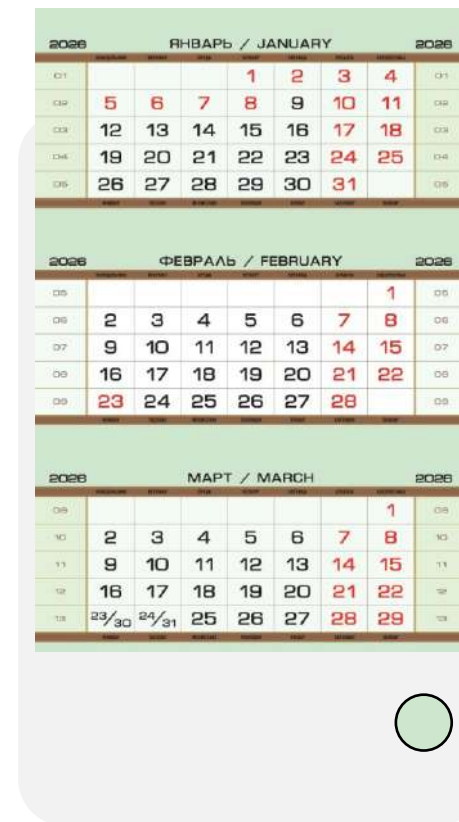 2026 ЯНВАРЬ / JANUARY 2026
01 1 2 3 4 01
02 5 6 7 8 9 10 11 02
03 12 13 14 15 16 17 18 03
04 19 20 21 22 23 24 25 04
05 26 27 28 29 30 31 05
2026 ФЕВРАЛЬ / FEBRUARY 2026
05 1 05
06 2 3 4 5 6 7 8 06
07 9 10 11 12 13 14 15 07
08 16 17 18 19 20 21 22 08
09 23 24 25 26 27 28 09
2026 МАРТ / MARCH 2026
09 1 09
10 2 3 4 5 6 7 8 10
11 9 10 11 12 13 14 15 11
12 16 17 18 19 20 21 22 12
13 23/30 24/31 25 26 27 28 29 13